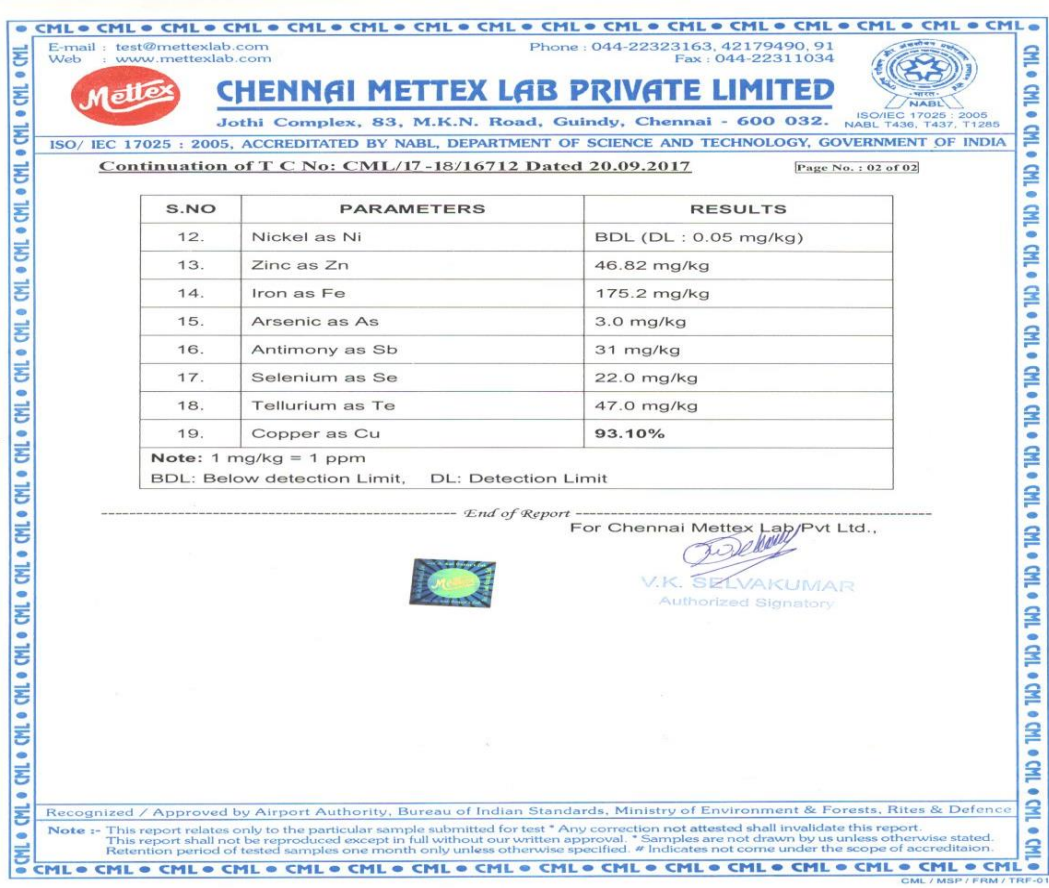 CML ● CML ● CML ● CML ● CML ● CML ● CML ● CML ● CML ● CML ● CML ● CML ● CML ● CML
E-mail : test@mettexlab.com
Phone : 044-22323163, 42179490, 91
Web : www.mettexlab.com
Fax : 044-22311034
Mettex
CHENNAI METTEX LAB PRIVATE LIMITED
NABL
Jothi Complex, 83, M.K.N. Road, Guindy, Chennai - 600 032.
ISO/IEC 17025 : 2005
NABL T436, T437, T1285
ISO/ IEC 17025 : 2005, ACCREDITATED BY NABL, DEPARTMENT OF SCIENCE AND TECHNOLOGY, GOVERNMENT OF INDIA
Continuation of T C No: CML/17-18/16712 Dated 20.09.2017
Page No. : 02 of 02
S.NO PARAMETERS RESULTS
12. Nickel as Ni BDL (DL : 0.05 mg/kg)
13. Zinc as Zn 46.82 mg/kg
14. Iron as Fe 175.2 mg/kg
15. Arsenic as As 3.0 mg/kg
16. Antimony as Sb 31 mg/kg
17. Selenium as Se 22.0 mg/kg
18. Tellurium as Te 47.0 mg/kg
19. Copper as Cu 93.10%
Note: 1 mg/kg = 1 ppm
BDL: Below detection Limit, DL: Detection Limit
End of Report
For Chennai Mettex Lab Pvt Ltd.,
Mettex
V.K. SELVAKUMAR
Authorized Signatory
Recognized / Approved by Airport Authority, Bureau of Indian Standards, Ministry of Environment & Forests, Rites & Defence
Note :- This report relates only to the particular sample submitted for test * Any correction not attested shall invalidate this report.
This report shall not be reproduced except in full without our written approval. * Samples are not drawn by us unless otherwise stated.
Retention period of tested samples one month only unless otherwise specified. # Indicates not come under the scope of accreditaion.
CML ● CML ● CML ● CML ● CML ● CML ● CML ● CML ● CML ● CML ● CML ● CML ● CML ● CML
CML / MSP / FRM / TRF-01